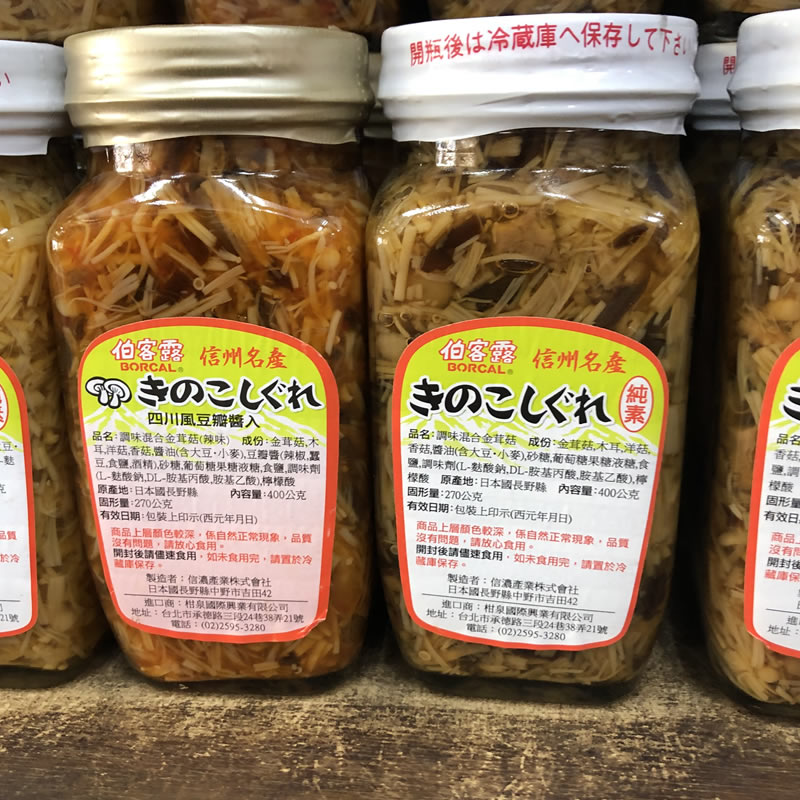 開瓶後は冷蔵庫へ保存して下さい
伯客露
BORCAL®
信州名產
きのこしぐれ
四川風豆瓣醬入
品名:調味混合金茸菇(辣味) 成份:金茸菇,木
耳,洋菇,香菇,醬油(含大豆・小麥),豆瓣醬(辣椒,蠶
豆,食鹽,酒精),砂糖,葡萄糖果糖液糖,食鹽,調味劑
(L-麩酸鈉,DL-胺基丙酸,胺基乙酸),檸檬酸
原產地:日本國長野縣 內容量:400公克
固形量:270公克
有效日期:包裝上印示(西元年月日)
商品上層顏色較深,係自然正常現象,品質
沒有問題,請放心食用。
開封後請儘速食用,如未食用完,請置於冷
藏庫保存。
製造者:信濃產業株式會社
日本國長野縣中野市吉田42
進口商:柑泉國際興業有限公司
地址:台北市承德路三段24巷38弄21號
電話:(02)2595-3280
伯客露
BORCAL®
信州名產
きのこしぐれ
純素
品名:調味混合金茸菇 成份:金茸菇,木耳,洋菇,
香菇,醬油(含大豆・小麥),砂糖,葡萄糖果糖液糖,食
鹽,調味劑(L-麩酸鈉,DL-胺基丙酸,胺基乙酸),檸
檬酸 原產地:日本國長野縣 內容量:400公克
固形量:270公克
有效日期:包裝上印示(西元年月日)
商品上層顏色較深,係自然正常現象,品質
沒有問題,請放心食用。
開封後請儘速食用,如未食用完,請置於冷
藏庫保存。
製造者:信濃產業株式會社
日本國長野縣中野市吉田42
進口商:柑泉國際興業有限公司
地址:台北市承德路三段24巷38弄21號
電話:(02)2595-3280